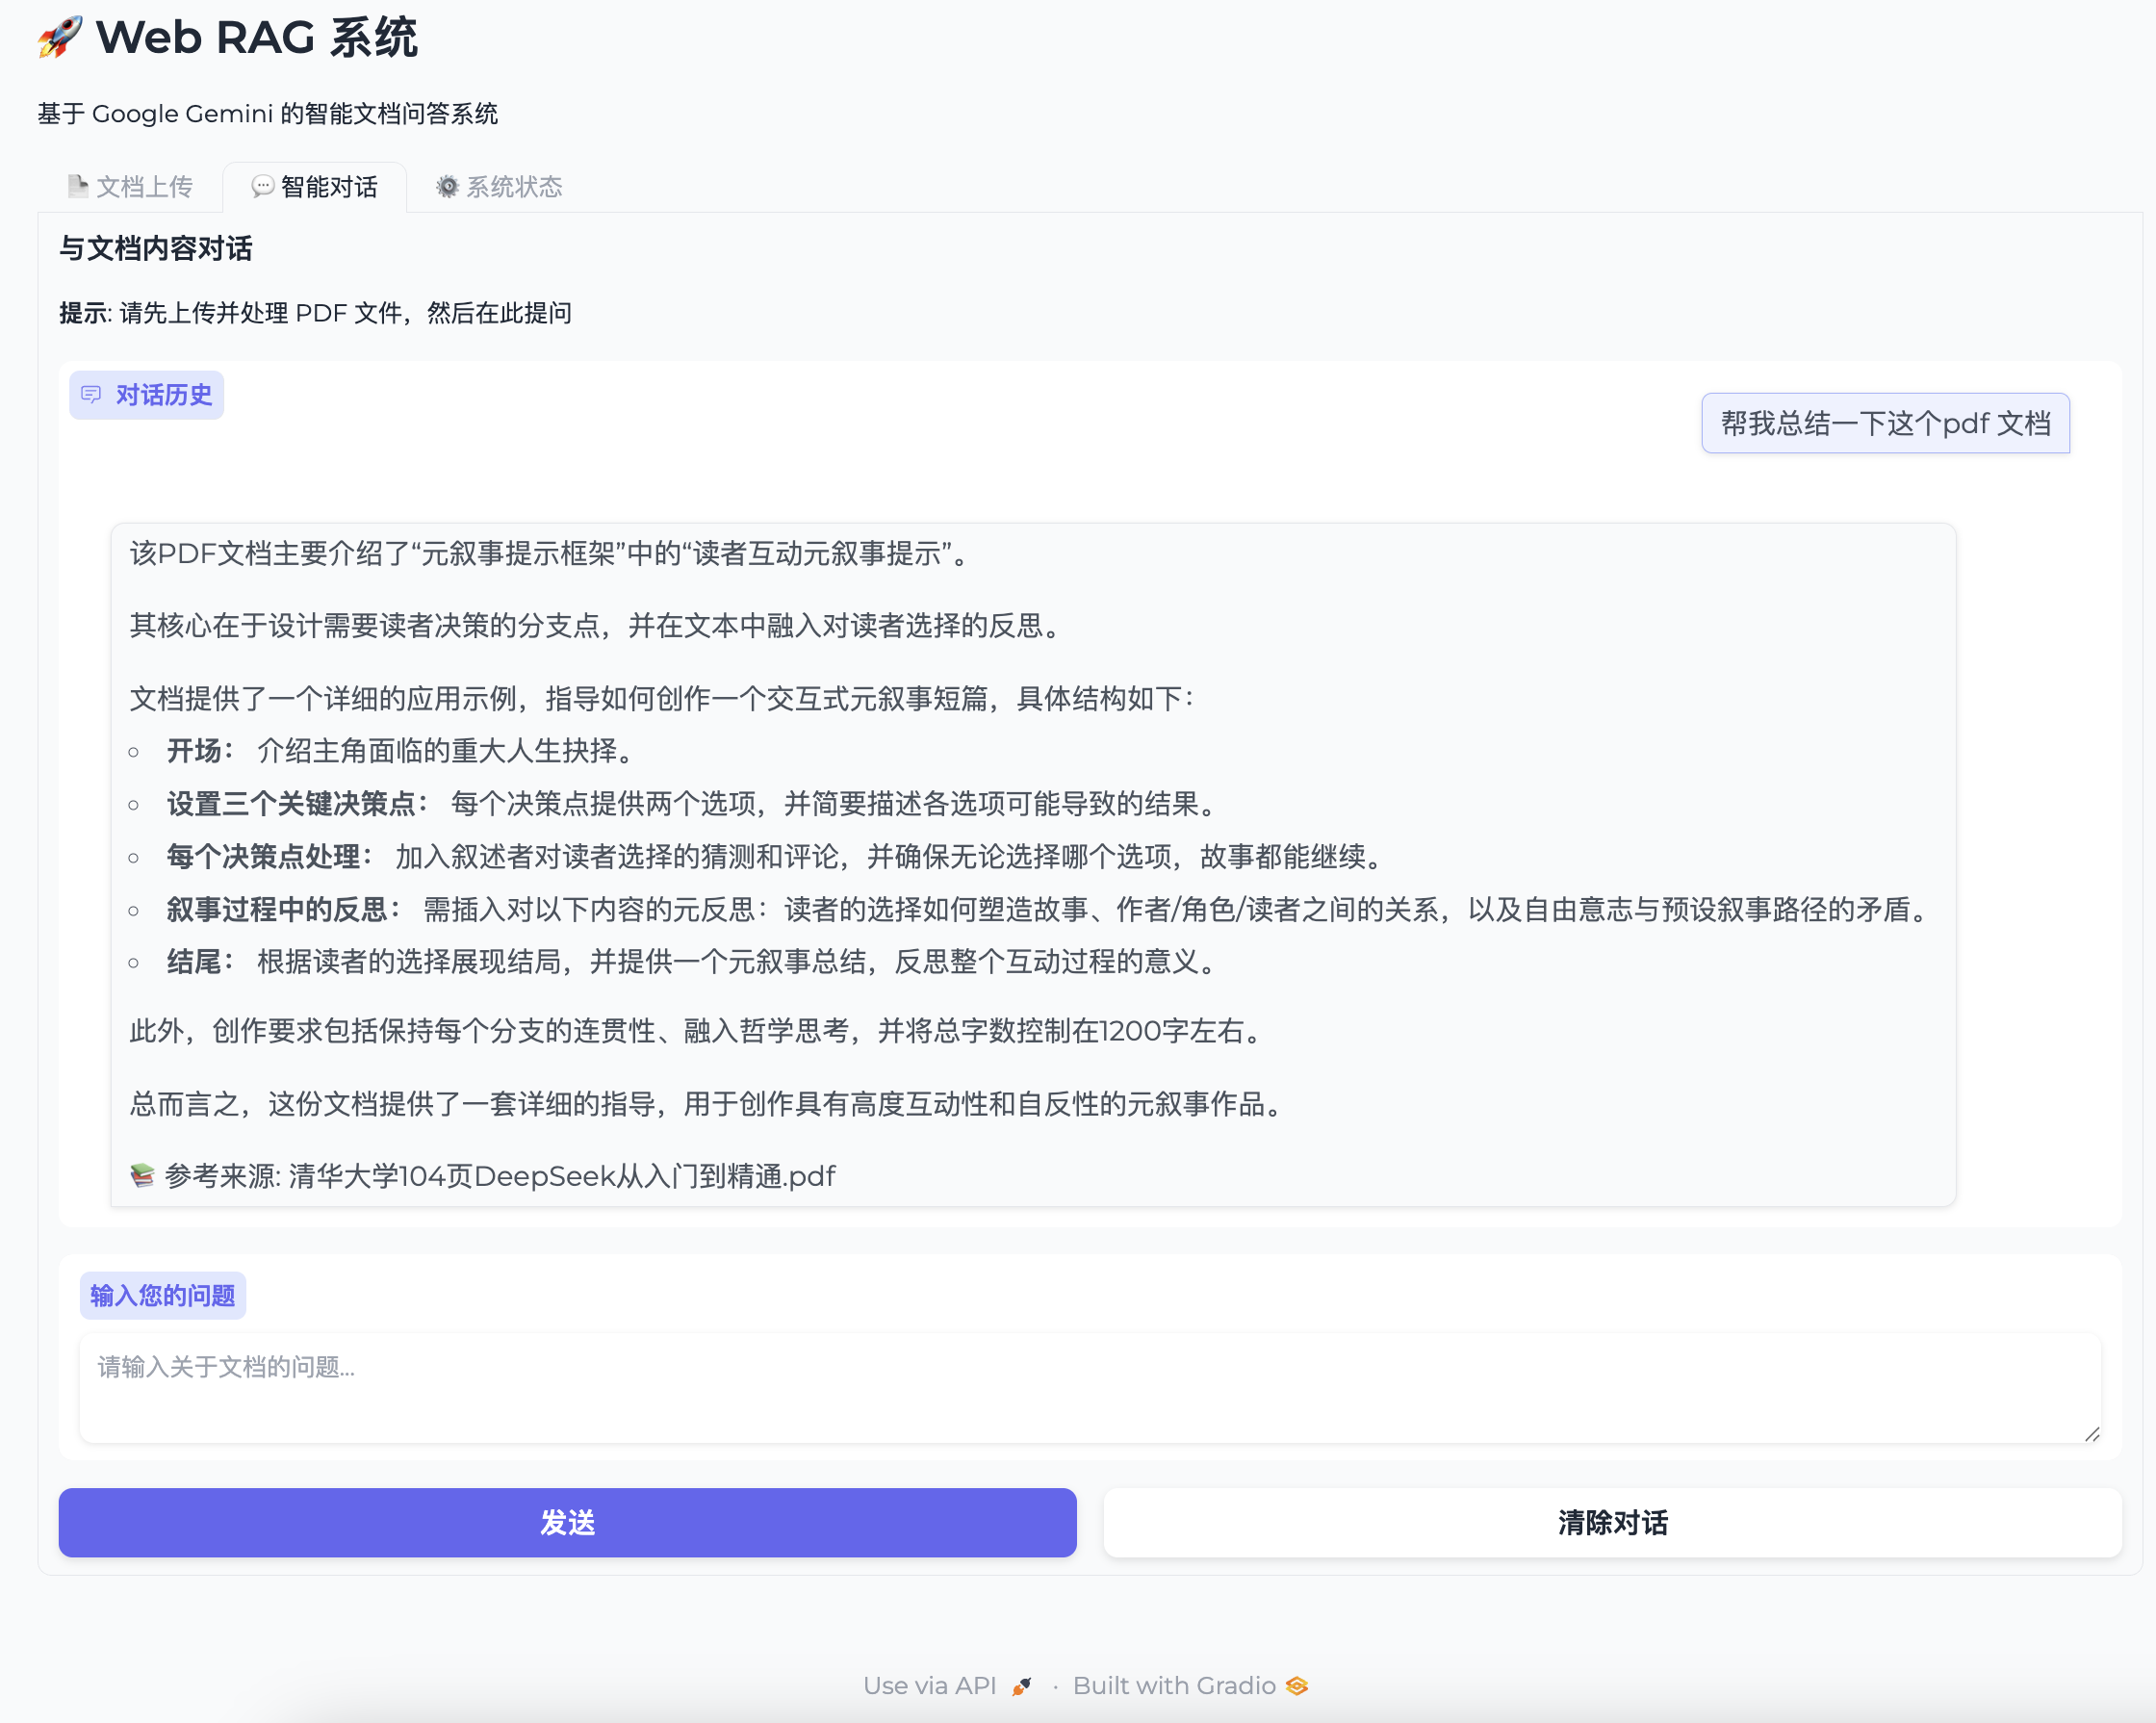 🚀 Web RAG 系统
基于 Google Gemini 的智能文档问答系统
📄 文档上传
💬 智能对话
⚙️ 系统状态
与文档内容对话
提示: 请先上传并处理 PDF 文件，然后在此提问
对话历史
帮我总结一下这个pdf 文档
该PDF文档主要介绍了“元叙事提示框架”中的“读者互动元叙事提示”。
其核心在于设计需要读者决策的分支点，并在文本中融入对读者选择的反思。
文档提供了一个详细的应用示例，指导如何创作一个交互式元叙事短篇，具体结构如下：
开场： 介绍主角面临的重大人生抉择。
设置三个关键决策点： 每个决策点提供两个选项，并简要描述各选项可能导致的结果。
每个决策点处理： 加入叙述者对读者选择的猜测和评论，并确保无论选择哪个选项，故事都能继续。
叙事过程中的反思： 需插入对以下内容的元反思：读者的选择如何塑造故事、作者/角色/读者之间的关系，以及自由意志与预设叙事路径的矛盾。
结尾： 根据读者的选择展现结局，并提供一个元叙事总结，反思整个互动过程的意义。
此外，创作要求包括保持每个分支的连贯性、融入哲学思考，并将总字数控制在1200字左右。
总而言之，这份文档提供了一套详细的指导，用于创作具有高度互动性和自反性的元叙事作品。
📚 参考来源: 清华大学104页DeepSeek从入门到精通.pdf
输入您的问题
请输入关于文档的问题...
发送
清除对话
Use via API 🚀 · Built with Gradio